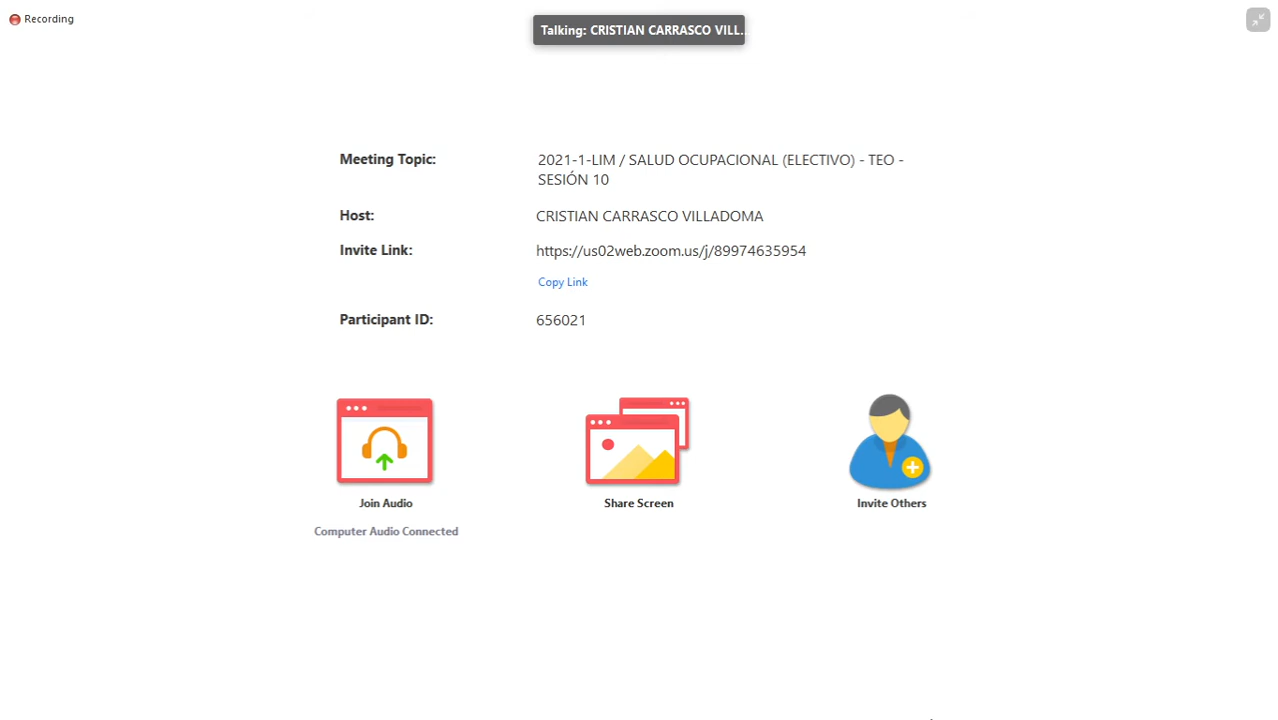 Recording
Talking: CRISTIAN CARRASCO VILL...
Meeting Topic:
2021-1-LIM / SALUD OCUPACIONAL (ELECTIVO) - TEO -
SESIÓN 10
Host:
CRISTIAN CARRASCO VILLADOMA
Invite Link:
https://us02web.zoom.us/j/89974635954
Copy Link
Participant ID:
656021
Join Audio
Share Screen
Invite Others
Computer Audio Connected